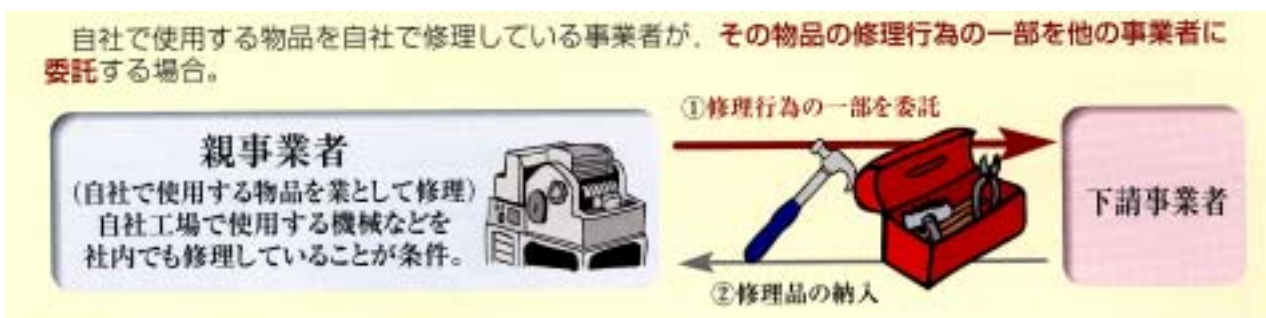 自社で使用する物品を自社で修理している事業者が、その物品の修理行為の一部を他の事業者に
委託する場合。
①修理行為の一部を委託
親事業者
(自社で使用する物品を業として修理)
自社工場で使用する機械などを
社内でも修理していることが条件。
下請事業者
②修理品の納入